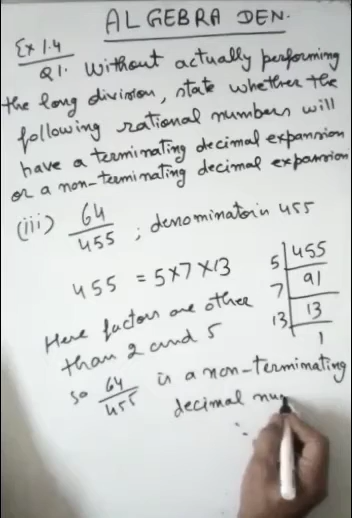 ALGEBRA DEN.
Ex 1.4
Q1. Without actually performing
the long division, state whether the
following rational numbers will
have a terminating decimal expansion
or a non-terminating decimal expansion
(iii) 64/455 ; denominator is 455
455 = 5×7×13
5 | 455
7 | 91
13 | 13
1
Here factors are other
than 2 and 5
so 64/455 is a non-terminating
decimal num